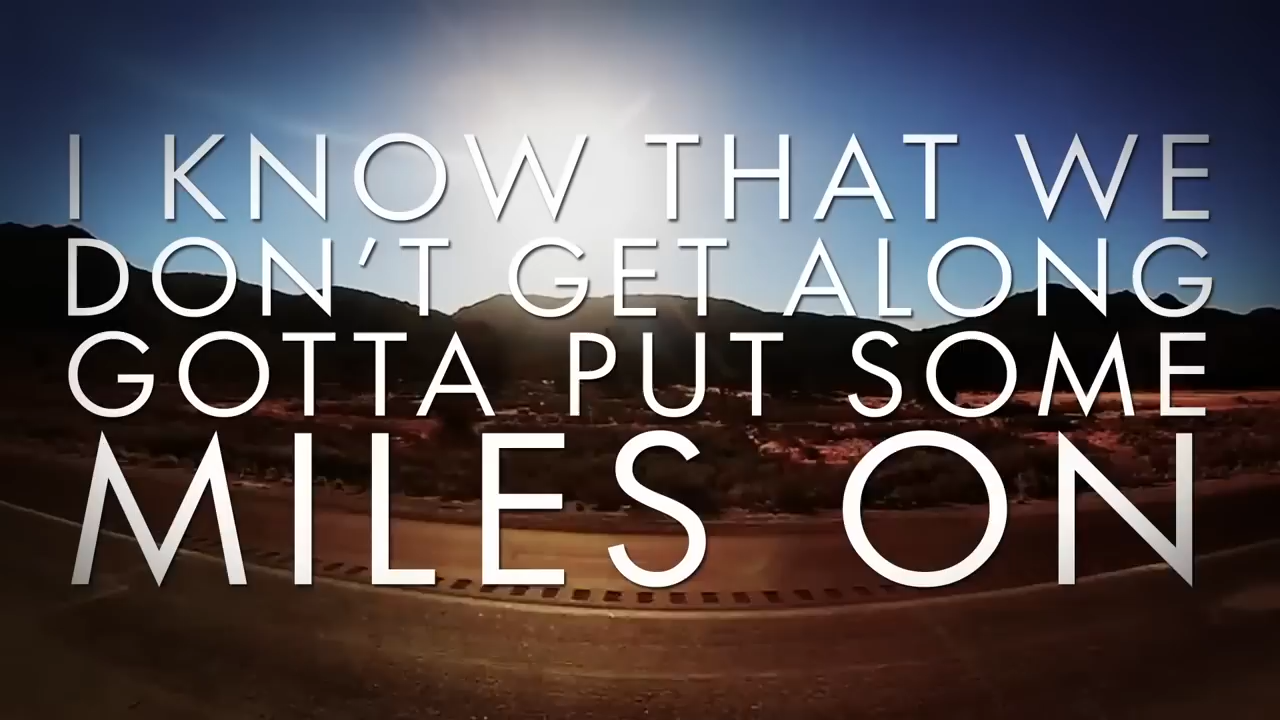 I KNOW THAT WE
DON'T GET ALONG
GOTTA PUT SOME
MILES ON